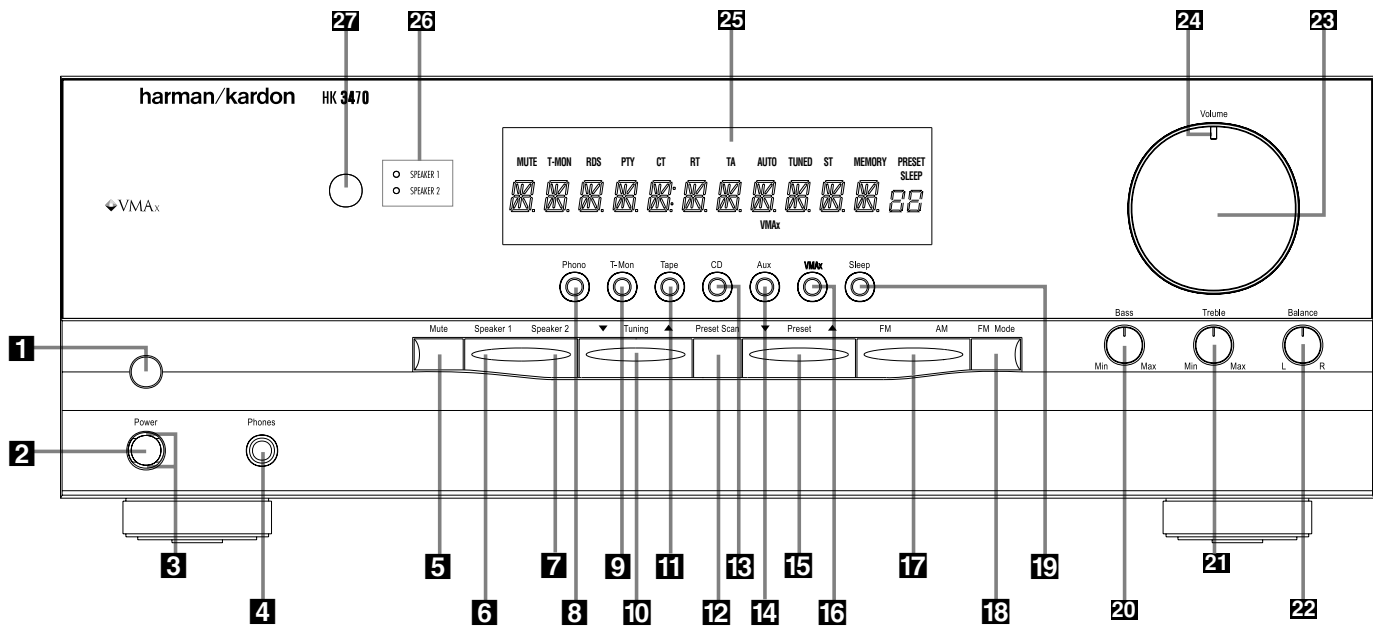 27 26 25 24 23
Volume
harman/kardon HK 3470
MUTE T-MON RDS PTY CT RT TA AUTO TUNED ST MEMORY PRESET
SLEEP
SPEAKER 1
SPEAKER 2
VMAx
VMAx
Phono T-Mon Tape CD Aux VMAx Sleep
Bass Treble Balance
Mute Speaker 1 Speaker 2 ▼ Tuning ▲ Preset Scan ▼ Preset ▲ FM AM FM Mode
1
Min Max Min Max L R
Power Phones
2
3 5 7 9 11 13 15 17 19 21
4 6 8 10 12 14 16 18 20 22